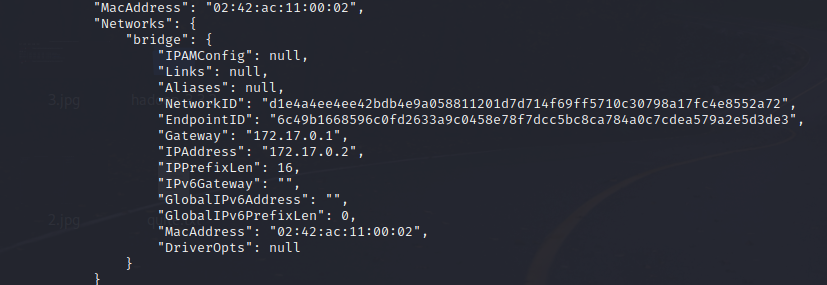 "MacAddress": "02:42:ac:11:00:02",
"Networks": {
"bridge": {
"IPAMConfig": null,
"Links": null,
"Aliases": null,
"NetworkID": "d1e4a4ee4ee42bdb4e9a058811201d7d714f69ff5710c30798a17fc4e8552a72",
"EndpointID": "6c49b1668596c0fd2633a9c0458e78f7dcc5bc8ca784a0c7cdea579a2e5d3de3",
"Gateway": "172.17.0.1",
"IPAddress": "172.17.0.2",
"IPPrefixLen": 16,
"IPv6Gateway": "",
"GlobalIPv6Address": "",
"GlobalIPv6PrefixLen": 0,
"MacAddress": "02:42:ac:11:00:02",
"DriverOpts": null
}
}
3.jpg
2.jpg